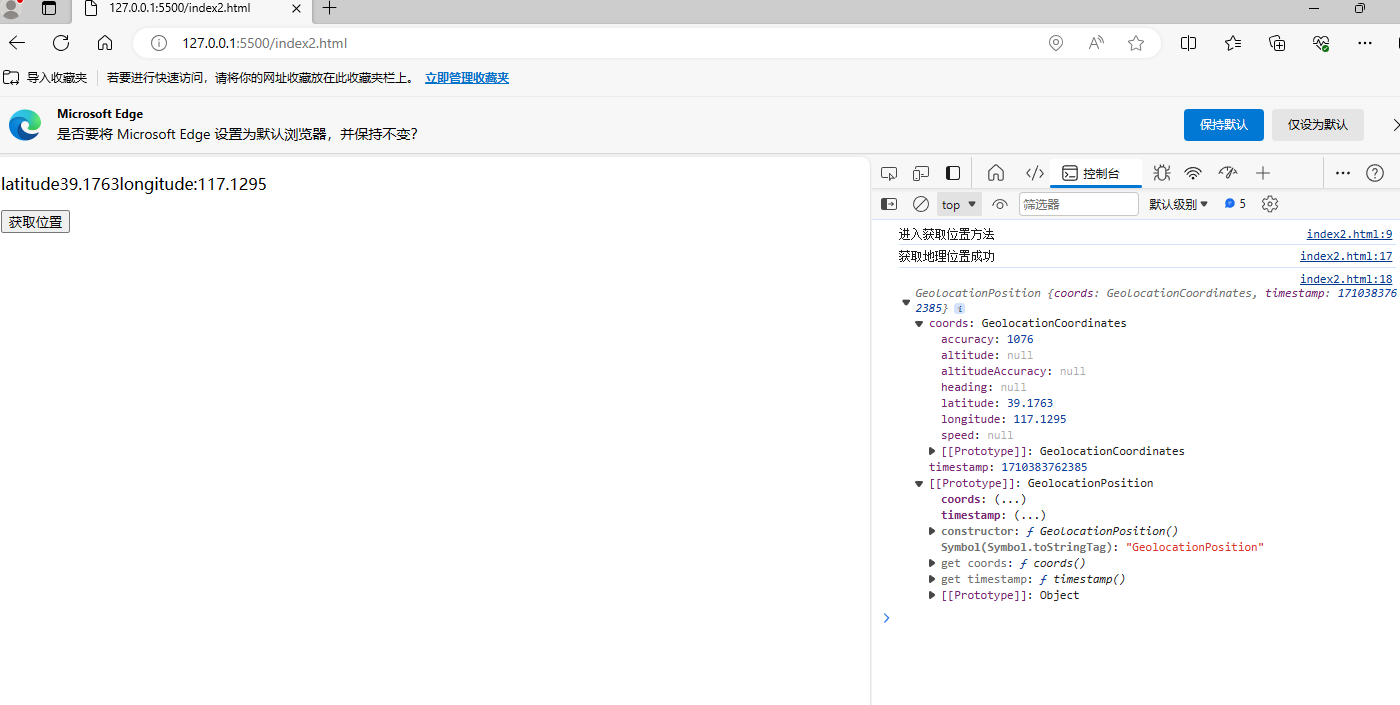 127.0.0.1:5500/index2.html
127.0.0.1:5500/index2.html
导入收藏夹 若要进行快速访问，请将你的网址收藏放在此收藏夹栏上。 立即管理收藏夹
Microsoft Edge
是否要将 Microsoft Edge 设置为默认浏览器，并保持不变？
保持默认 仅设为默认
latitude39.1763longitude:117.1295
获取位置
控制台
top 筛选器 默认级别 5
进入获取位置方法 index2.html:9
获取地理位置成功 index2.html:17
index2.html:18
GeolocationPosition {coords: GeolocationCoordinates, timestamp: 171038376
2385} i
coords: GeolocationCoordinates
accuracy: 1076
altitude: null
altitudeAccuracy: null
heading: null
latitude: 39.1763
longitude: 117.1295
speed: null
[[Prototype]]: GeolocationCoordinates
timestamp: 1710383762385
[[Prototype]]: GeolocationPosition
coords: (...)
timestamp: (...)
constructor: ƒ GeolocationPosition()
Symbol(Symbol.toStringTag): "GeolocationPosition"
get coords: ƒ coords()
get timestamp: ƒ timestamp()
[[Prototype]]: Object